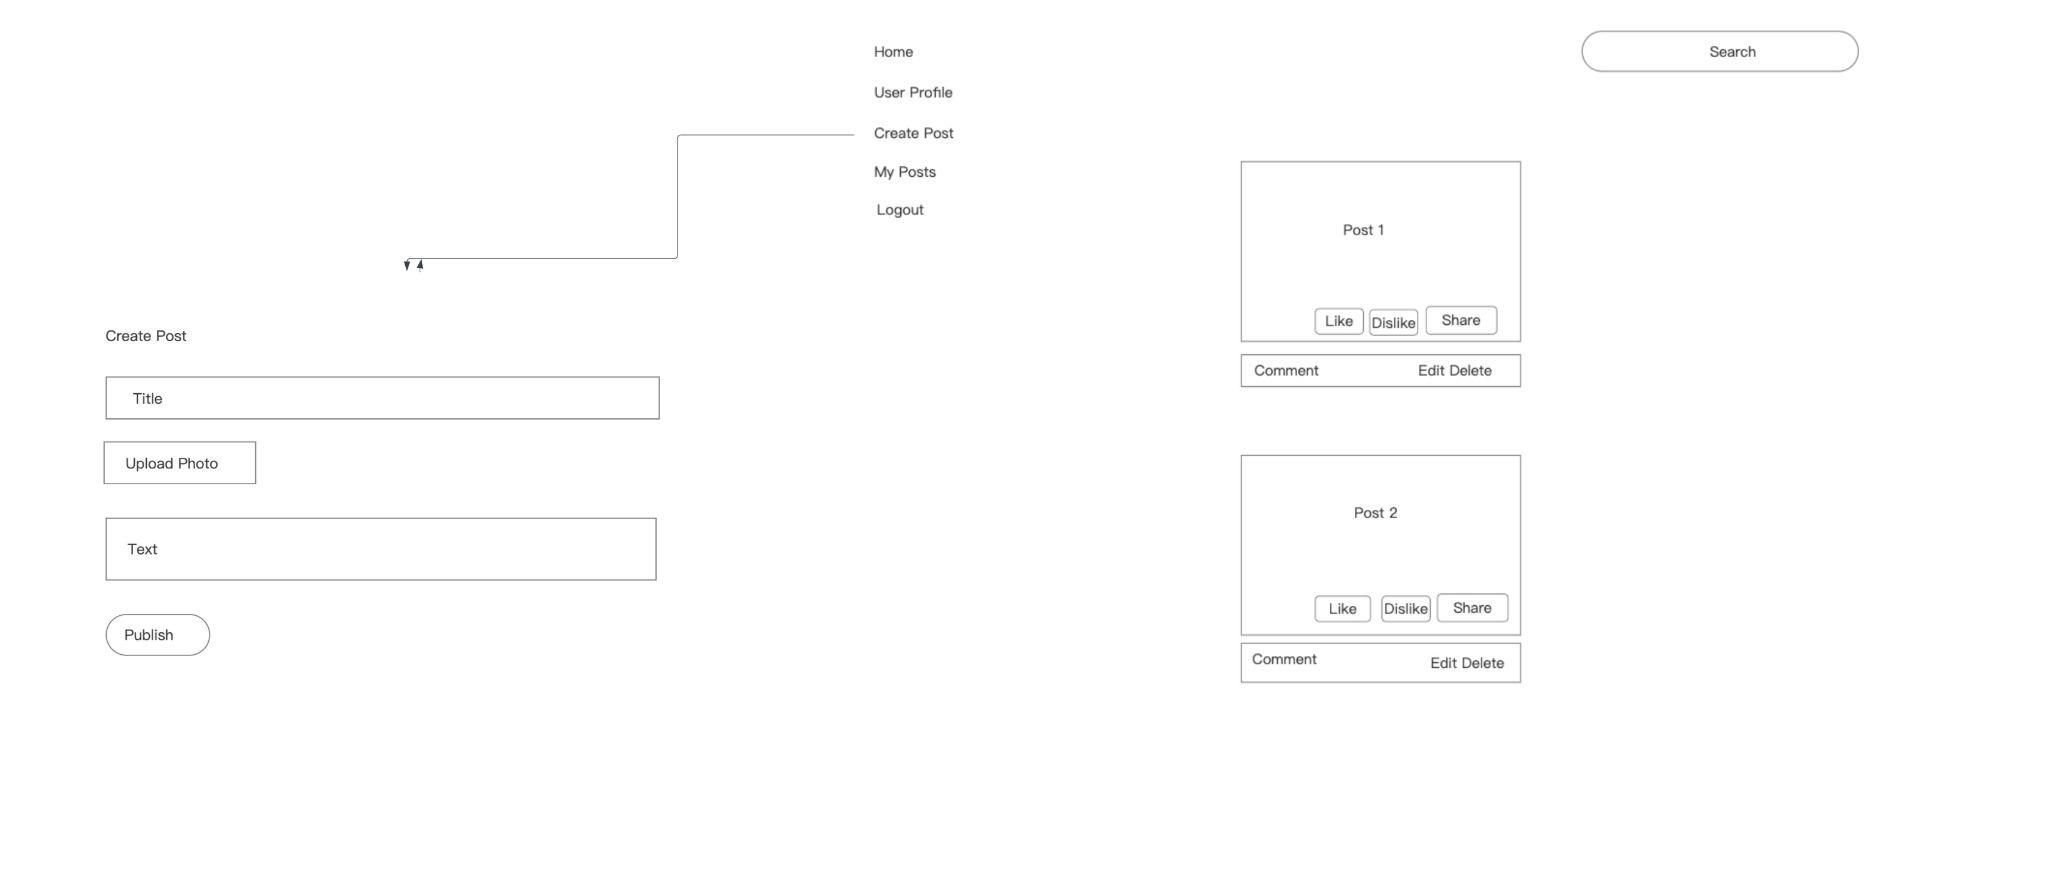 Home
Search
User Profile
Create Post
My Posts
Logout
Create Post
Title
Upload Photo
Text
Publish
Post 1
Like
Dislike
Share
Comment
Edit Delete
Post 2
Like
Dislike
Share
Comment
Edit Delete